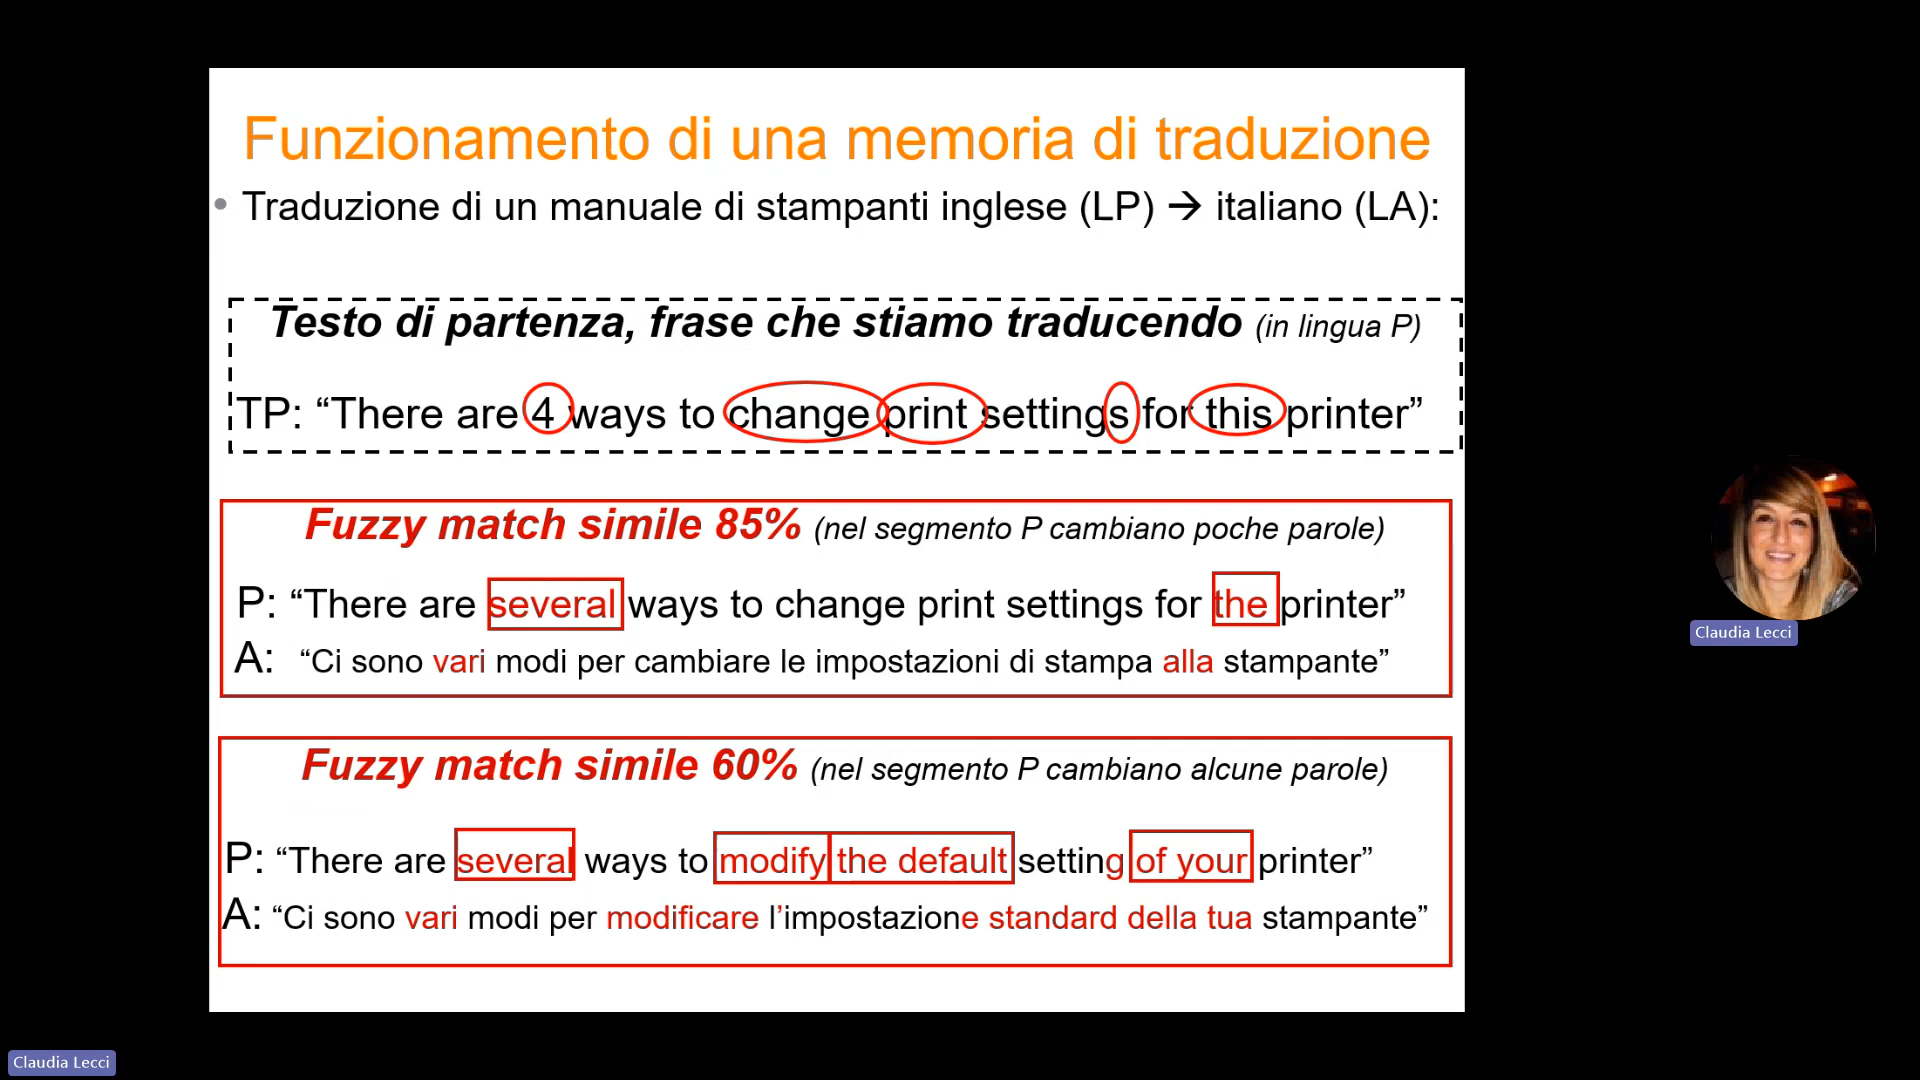 Funzionamento di una memoria di traduzione
• Traduzione di un manuale di stampanti inglese (LP) → italiano (LA):
Testo di partenza, frase che stiamo traducendo (in lingua P)
TP: “There are 4 ways to change print settings for this printer”
Fuzzy match simile 85% (nel segmento P cambiano poche parole)
P: “There are several ways to change print settings for the printer”
A: “Ci sono vari modi per cambiare le impostazioni di stampa alla stampante”
Fuzzy match simile 60% (nel segmento P cambiano alcune parole)
P: “There are several ways to modify the default setting of your printer”
A: “Ci sono vari modi per modificare l’impostazione standard della tua stampante”
Claudia Lecci
Claudia Lecci